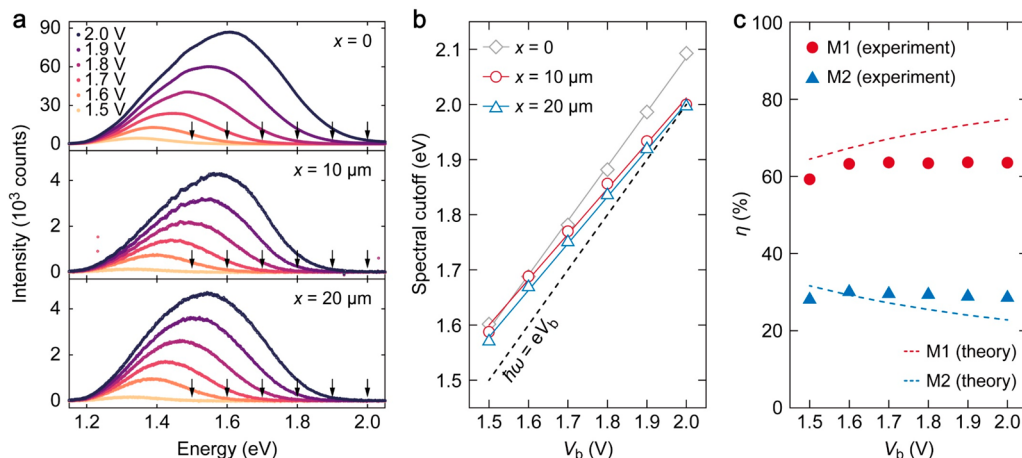 a
90
60
30
0
2.0 V
1.9 V
1.8 V
1.7 V
1.6 V
1.5 V
x = 0
4
2
0
x = 10 μm
4
2
0
x = 20 μm
Intensity (10³ counts)
1.2 1.4 1.6 1.8 2.0
Energy (eV)
b
2.1
2.0
1.9
1.8
1.7
1.6
1.5
x = 0
x = 10 μm
x = 20 μm
ħω = eVb
Spectral cutoff (eV)
1.5 1.6 1.7 1.8 1.9 2.0
Vb (V)
c
100
80
60
40
20
0
M1 (experiment)
M2 (experiment)
M1 (theory)
M2 (theory)
η (%)
1.5 1.6 1.7 1.8 1.9 2.0
Vb (V)